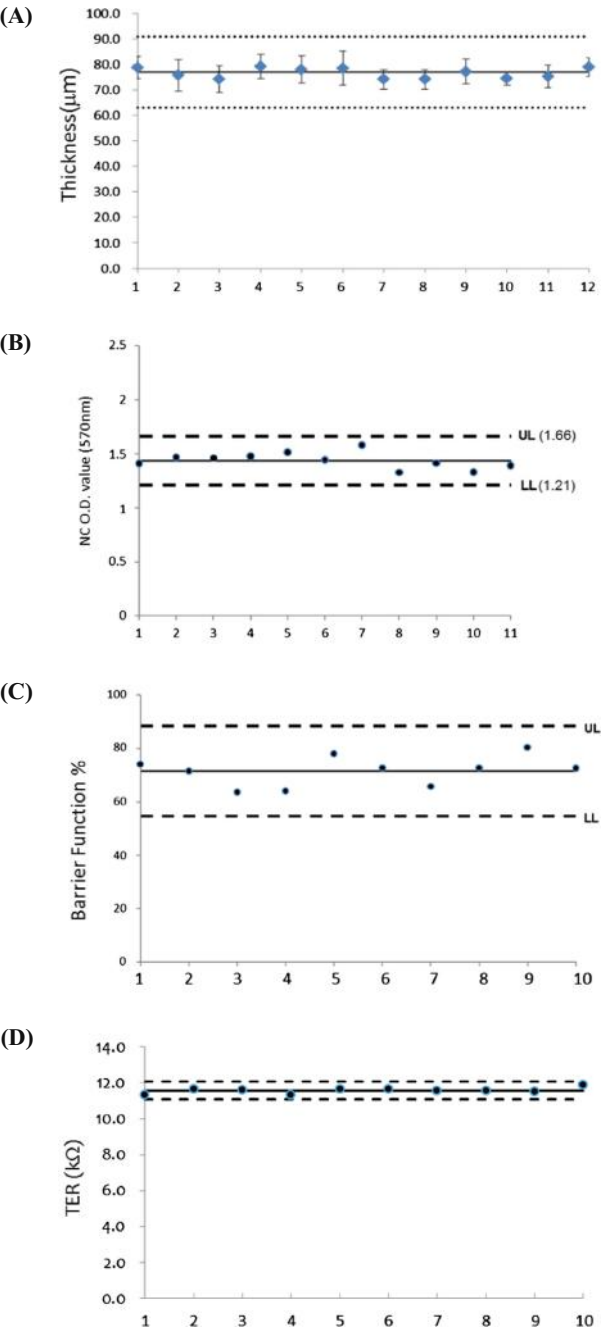 (A)
Thickness(μm)
100.0
90.0
80.0
70.0
60.0
50.0
40.0
30.0
20.0
10.0
0.0
1 2 3 4 5 6 7 8 9 10 11 12
(B)
NC O.D. value (570nm)
2.5
2
1.5
1
0.5
0
UL (1.66)
LL (1.21)
1 2 3 4 5 6 7 8 9 10 11
(C)
Barrier Function %
100
80
60
40
20
0
UL
LL
1 2 3 4 5 6 7 8 9 10
(D)
TER (kΩ)
14.0
12.0
10.0
8.0
6.0
4.0
2.0
0.0
1 2 3 4 5 6 7 8 9 10